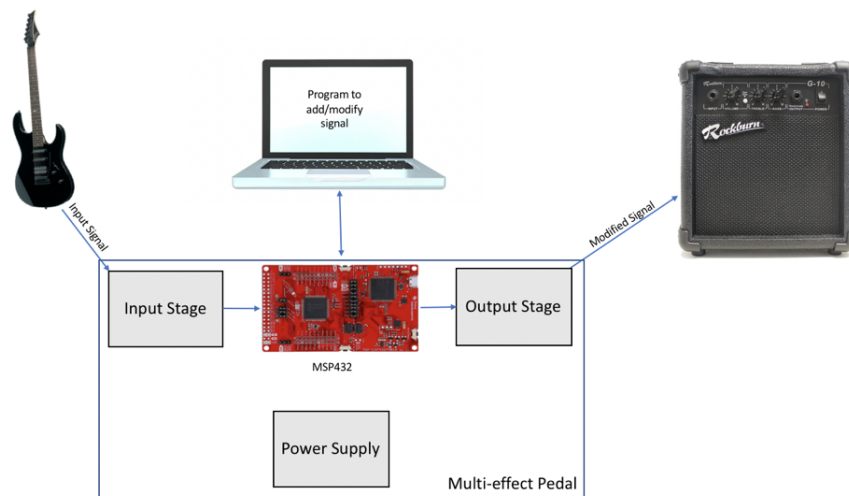 Program to
add/modify
signal
G-10
Rockburn
Input Signal
Modified Signal
Input Stage
Output Stage
MSP432
Power Supply
Multi-effect Pedal